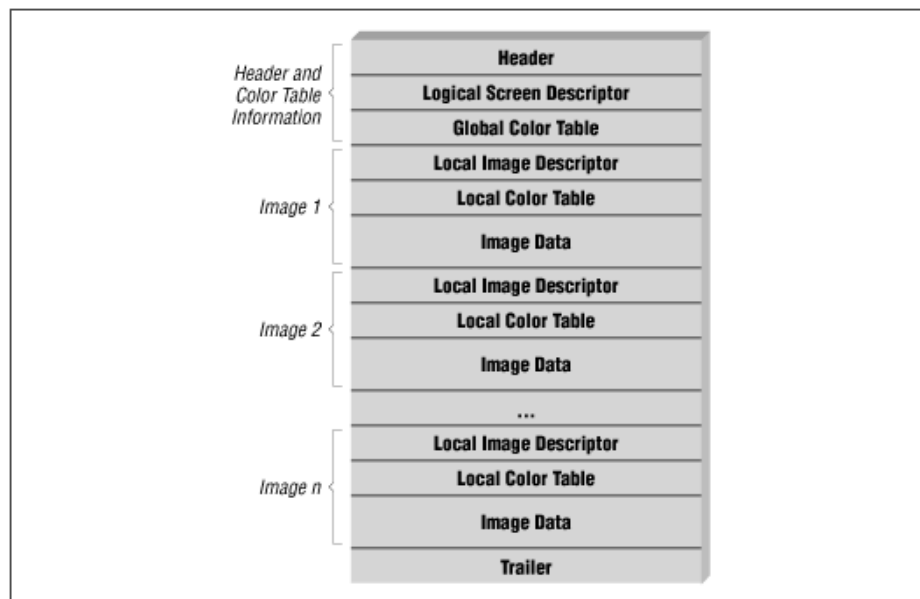 Header and
Color Table
Information
Header
Logical Screen Descriptor
Global Color Table
Image 1
Local Image Descriptor
Local Color Table
Image Data
Image 2
Local Image Descriptor
Local Color Table
Image Data
...
Image n
Local Image Descriptor
Local Color Table
Image Data
Trailer